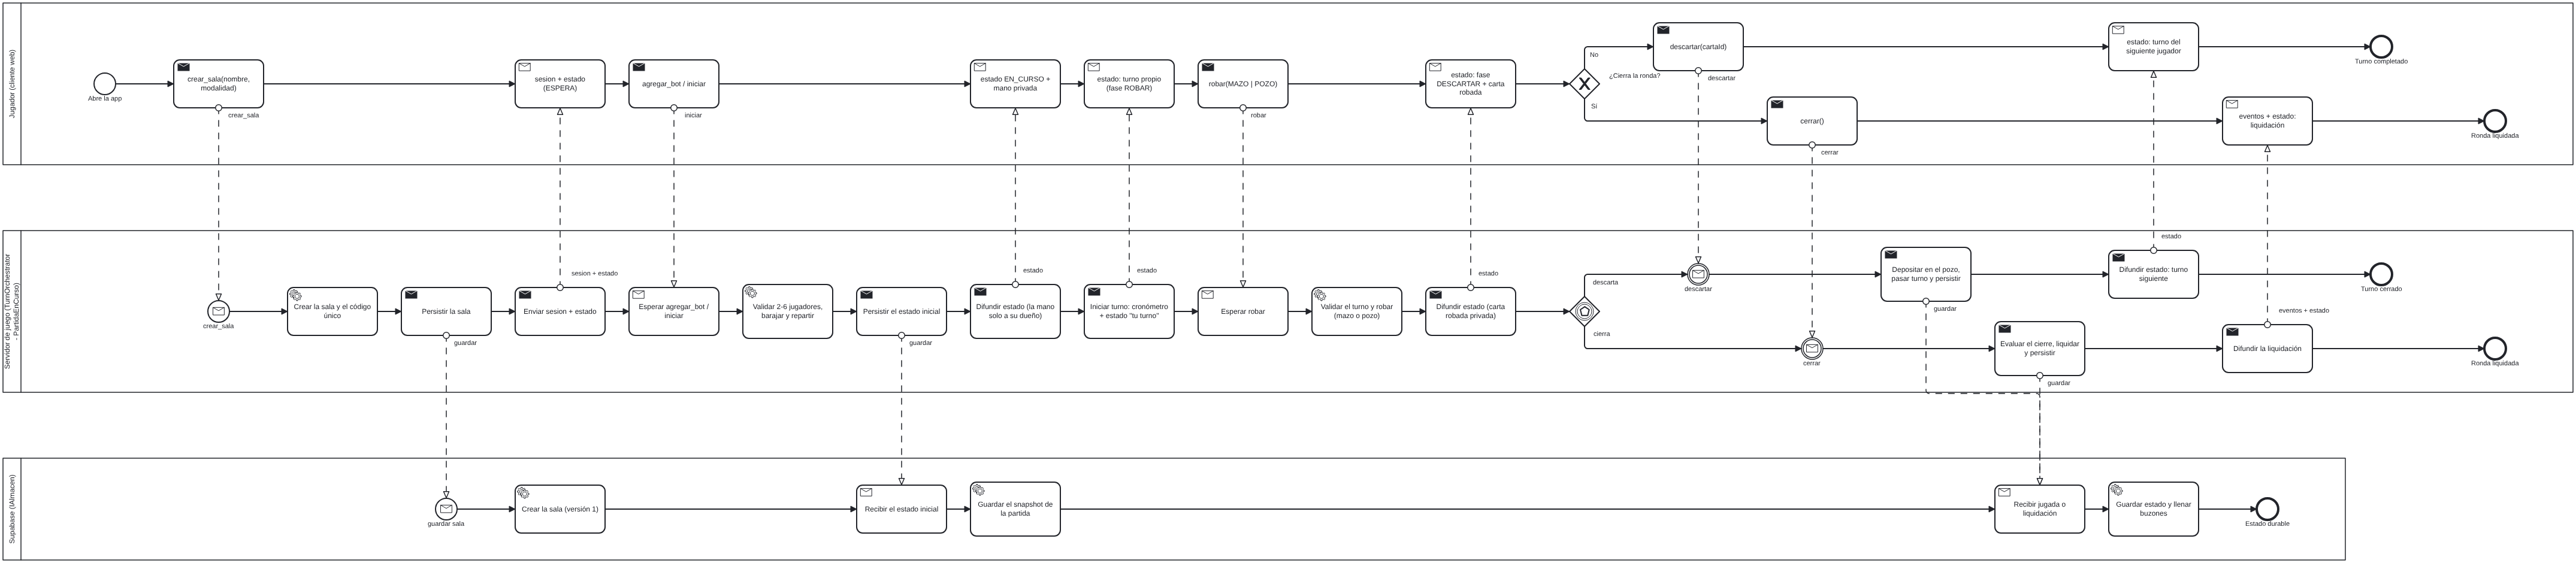 Jugador (cliente web)
Abre la app
crear_sala(nombre,
modalidad)
crear_sala
sesion + estado
(ESPERA)
agregar_bot / iniciar
iniciar
estado EN_CURSO +
mano privada
estado: turno propio
(fase ROBAR)
robar(MAZO | POZO)
robar
estado: fase
DESCARTAR + carta
robada
¿Cierra la ronda?
No
Sí
descartar(cartaId)
descartar
cerrar()
cerrar
estado: turno del
siguiente jugador
Turno completado
eventos + estado:
liquidación
Ronda liquidada
Servidor de juego (TurnOrchestrator
- PartidaEnCurso)
crear_sala
Crear la sala y el código
único
Persistir la sala
guardar
sesion + estado
Enviar sesion + estado
Esperar agregar_bot /
iniciar
Validar 2-6 jugadores,
barajar y repartir
Persistir el estado inicial
guardar
estado
Difundir estado (la mano
solo a su dueño)
estado
Iniciar turno: cronómetro
+ estado "tu turno"
Esperar robar
Validar el turno y robar
(mazo o pozo)
estado
Difundir estado (carta
robada privada)
descarta
cierra
descartar
cerrar
Depositar en el pozo,
pasar turno y persistir
guardar
Evaluar el cierre, liquidar
y persistir
guardar
estado
Difundir estado: turno
siguiente
Turno cerrado
eventos + estado
Difundir la liquidación
Ronda liquidada
Supabase (Almacen)
guardar sala
Crear la sala (versión 1)
Recibir el estado inicial
Guardar el snapshot de
la partida
Recibir jugada o
liquidación
Guardar estado y llenar
buzones
Estado durable